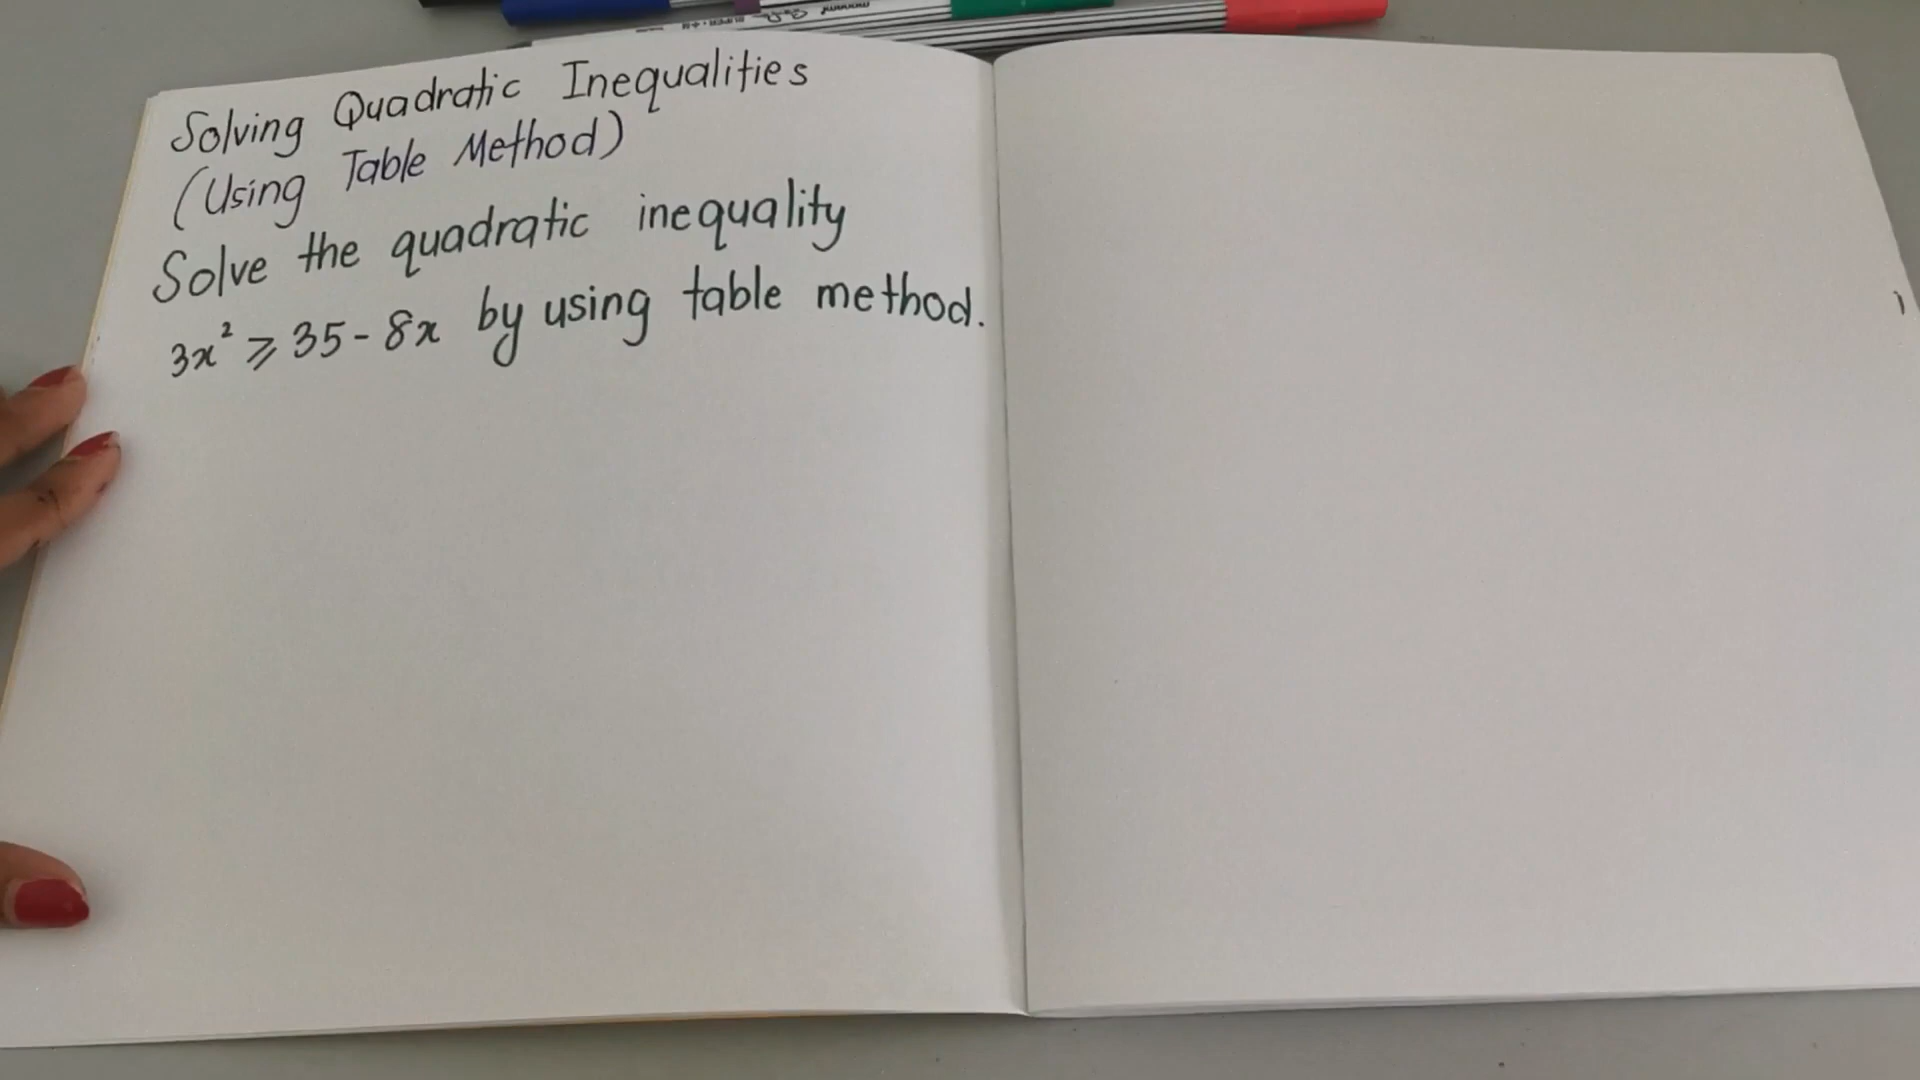 Solving Quadratic Inequalities
(Using Table Method)
Solve the quadratic inequality
3x² ⩾ 35 - 8x by using table method.